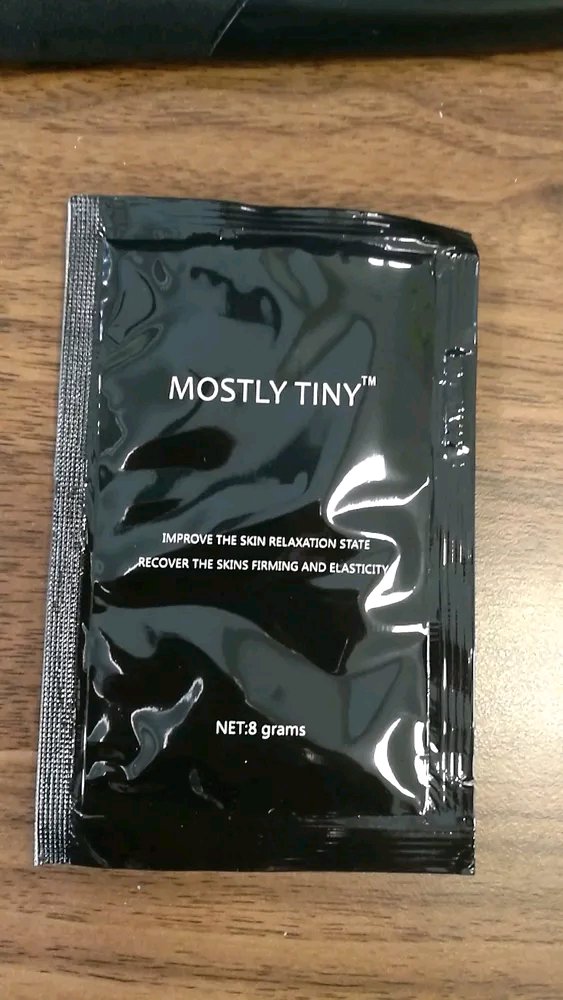 MOSTLY TINY™
IMPROVE THE SKIN RELAXATION STATE
RECOVER THE SKINS FIRMING AND ELASTICITY
NET:8 grams